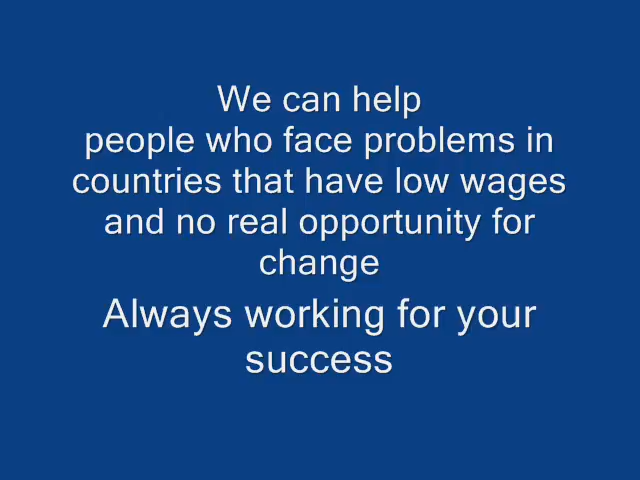 We can help
people who face problems in
countries that have low wages
and no real opportunity for
change
Always working for your
success